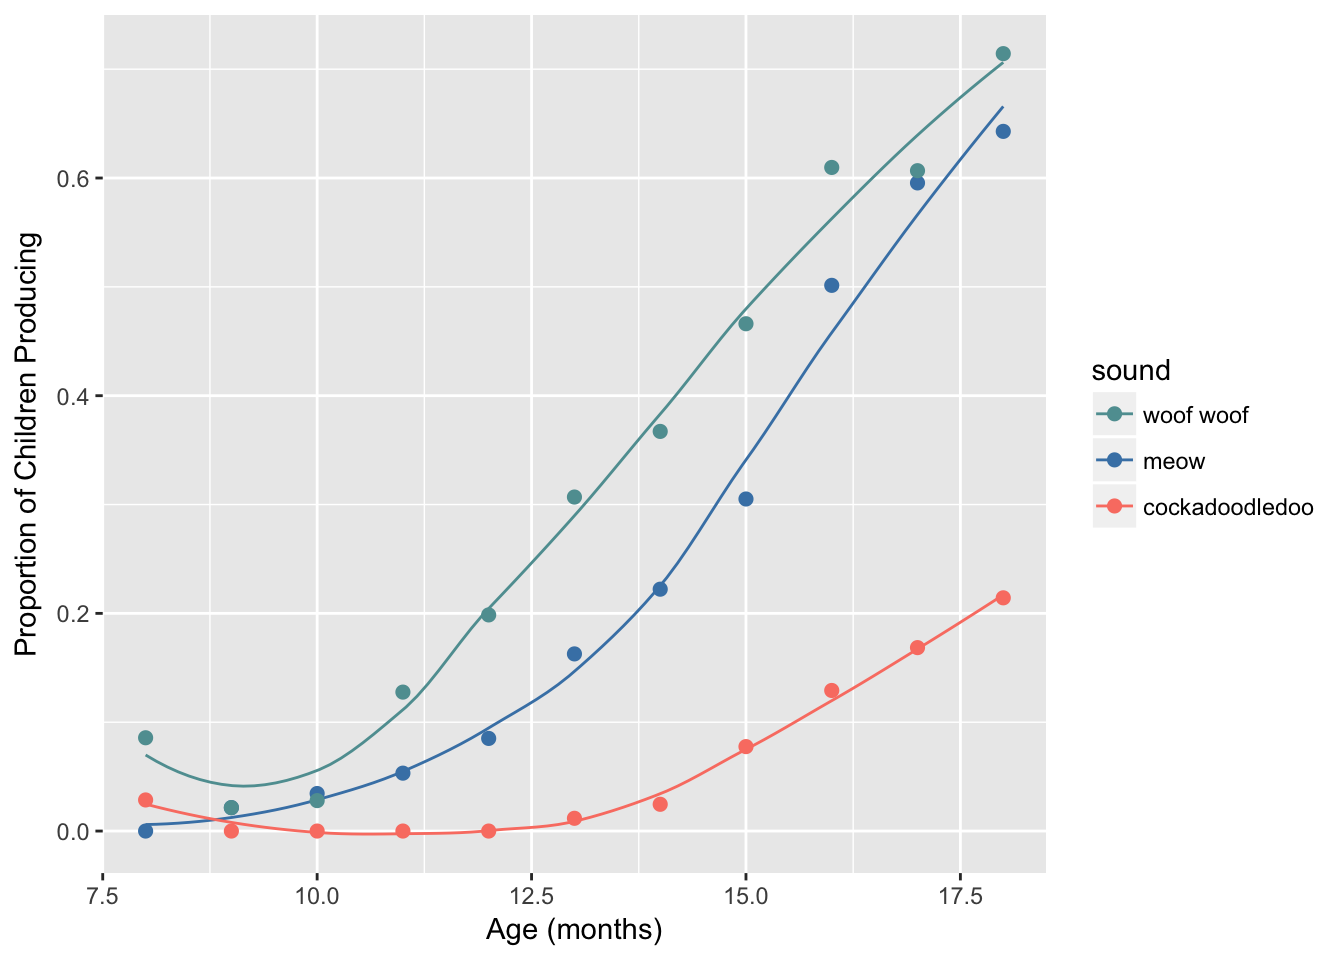 0.6
0.4
0.2
0.0
Proportion of Children Producing
7.5 10.0 12.5 15.0 17.5
Age (months)
sound
woof woof
meow
cockadoodledoo